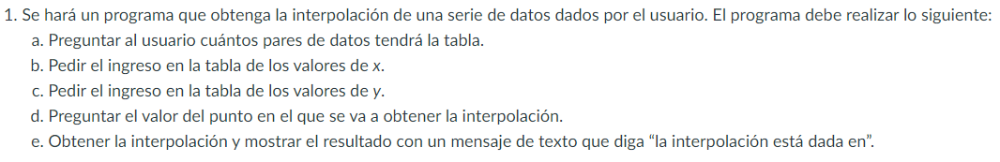 1. Se hará un programa que obtenga la interpolación de una serie de datos dados por el usuario. El programa debe realizar lo siguiente:
a. Preguntar al usuario cuántos pares de datos tendrá la tabla.
b. Pedir el ingreso en la tabla de los valores de x.
c. Pedir el ingreso en la tabla de los valores de y.
d. Preguntar el valor del punto en el que se va a obtener la interpolación.
e. Obtener la interpolación y mostrar el resultado con un mensaje de texto que diga “la interpolación está dada en”.